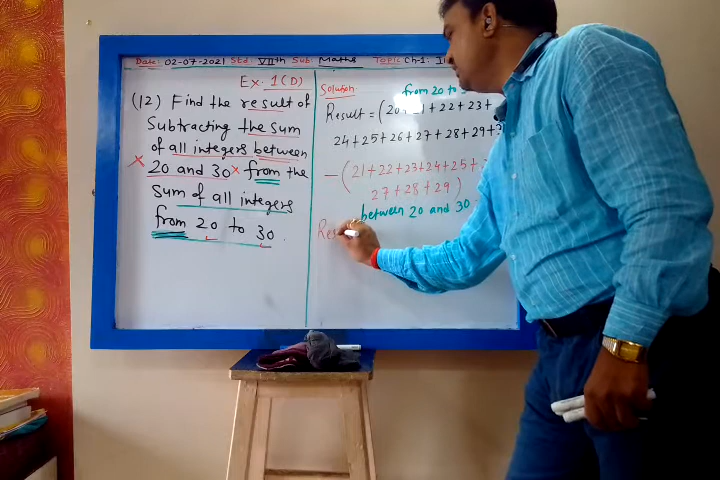 Date: 02-07-2021 Std VIIth Sub: Maths Topic Ch-1:
Ex. 1(D)
(12) Find the result of
Subtracting the sum
of all integers between
× 20 and 30 × from the
Sum of all integers
from 20 to 30.
Solution
from 20 to
Result = (20 + 21 + 22 + 23 +
24 + 25 + 26 + 27 + 28 + 29 +
- (21 + 22 + 23 + 24 + 25 +
27 + 28 + 29)
between 20 and 30
Res